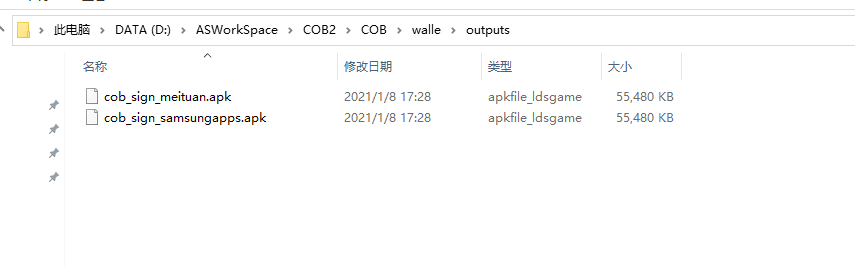 此电脑 › DATA (D:) › ASWorkSpace › COB2 › COB › walle › outputs
名称 修改日期 类型 大小
cob_sign_meituan.apk 2021/1/8 17:28 apkfile_ldsgame 55,480 KB
cob_sign_samsungapps.apk 2021/1/8 17:28 apkfile_ldsgame 55,480 KB